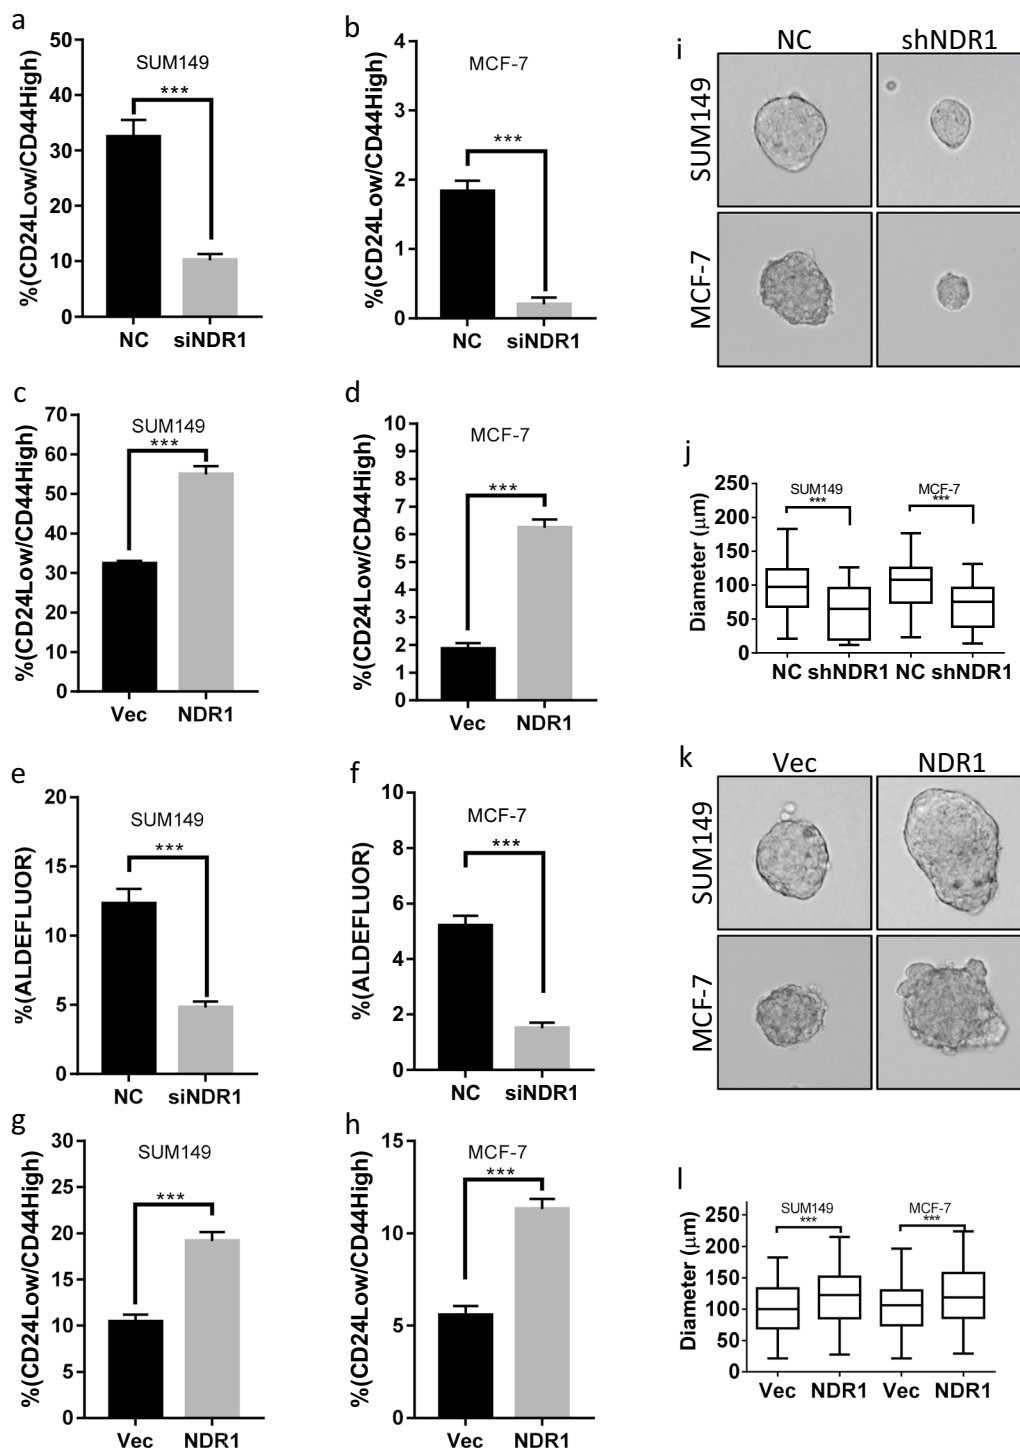 a
%(CD24Low/CD44High)
50
40
30
20
10
0
SUM149
***
NC siNDR1
b
%(CD24Low/CD44High)
4
3
2
1
0
MCF-7
***
NC siNDR1
c
%(CD24Low/CD44High)
70
60
50
40
30
20
10
0
SUM149
***
Vec NDR1
d
%(CD24Low/CD44High)
10
9
8
7
6
5
4
3
2
1
0
MCF-7
***
Vec NDR1
e
%(ALDEFLUOR)
20
15
10
5
0
SUM149
***
NC siNDR1
f
%(ALDEFLUOR)
10
8
6
4
2
0
MCF-7
***
NC siNDR1
g
%(CD24Low/CD44High)
30
25
20
15
10
5
0
SUM149
***
Vec NDR1
h
%(CD24Low/CD44High)
15
10
5
0
MCF-7
***
Vec NDR1
i
NC shNDR1
SUM149
MCF-7
j
Diameter (μm)
250
200
150
100
50
0
SUM149 MCF-7
*** ***
NC shNDR1 NC shNDR1
k
Vec NDR1
SUM149
MCF-7
l
Diameter (μm)
250
200
150
100
50
0
SUM149 MCF-7
*** ***
Vec NDR1 Vec NDR1